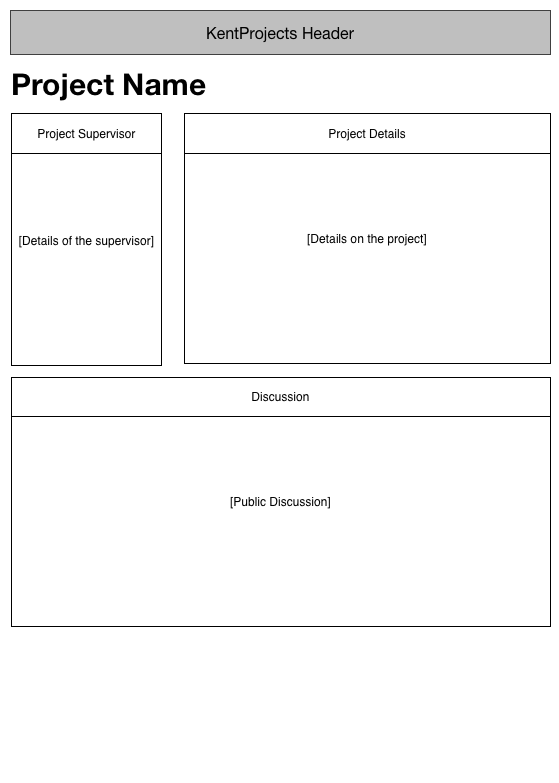 KentProjects Header
Project Name
Project Supervisor
[Details of the supervisor]
Project Details
[Details on the project]
Discussion
[Public Discussion]